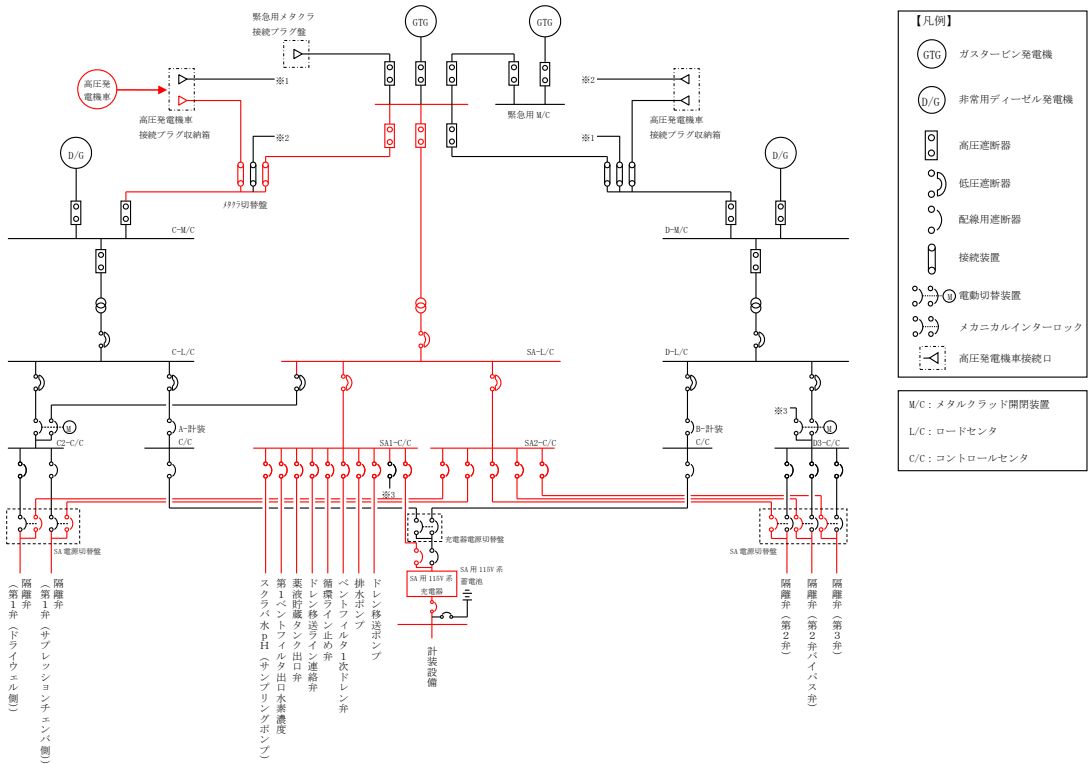 緊急用メタクラ
接続プラグ盤
GTG
GTG
高圧発
電機車
※1
高圧発電機車
接続プラグ収納箱
※2
緊急用 M/C
※2
※1
高圧発電機車
接続プラグ収納箱
D/G
D/G
ﾒﾀｸﾗ切替盤
C-M/C
D-M/C
C-L/C
SA-L/C
D-L/C
M
C2-C/C
A-計装
C/C
SA1-C/C
SA2-C/C
B-計装
C/C
※3
M
D3-C/C
※3
SA 電源切替盤
充電器電源切替盤
SA 電源切替盤
SA 用 115V 系
充電器
SA 用 115V 系
蓄電池
隔離弁
(第1弁 (ドライウェル側))
隔離弁
(第1弁 (サプレッションチェンバ側))
スクラバ水pH (サンプリングポンプ)
第1ベントフィルタ出口水素濃度
薬液貯蔵タンク出口弁
ドレン移送ライン連絡弁
循環ライン止め弁
ベントフィルタ1次ドレン弁
排水ポンプ
ドレン移送ポンプ
計装設備
隔離弁 (第2弁)
隔離弁 (第2弁バイパス弁)
隔離弁 (第3弁)
【凡例】
GTG ガスタービン発電機
D/G 非常用ディーゼル発電機
高圧遮断器
低圧遮断器
配線用遮断器
接続装置
M 電動切替装置
メカニカルインターロック
高圧発電機車接続口
M/C：メタルクラッド開閉装置
L/C：ロードセンタ
C/C：コントロールセンタ